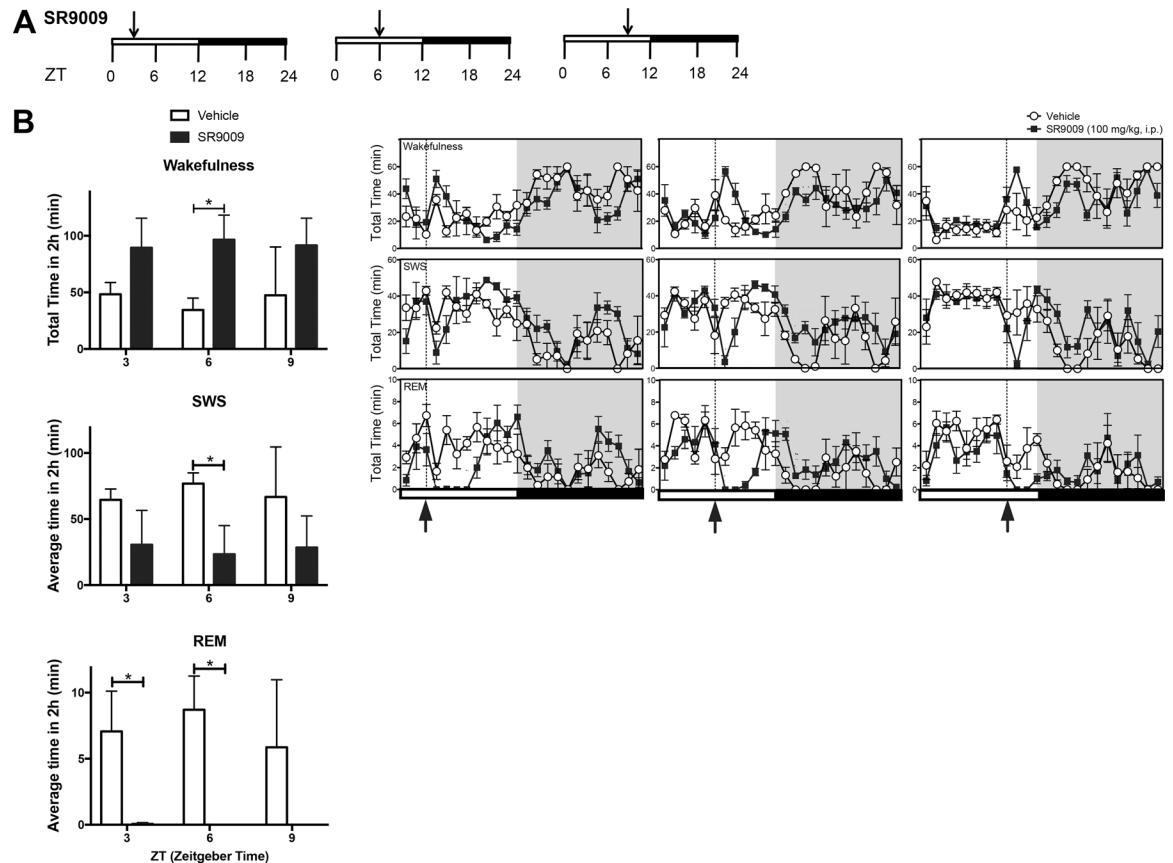 A SR9009
ZT 0 6 12 18 24 0 6 12 18 24 0 6 12 18 24
B
Vehicle
SR9009
Wakefulness
Total Time in 2h (min)
100
50
0
*
3 6 9
SWS
Average time in 2h (min)
100
50
0
*
3 6 9
REM
Average time in 2h (min)
10
5
0
* *
3 6 9
ZT (Zeitgeber Time)
Vehicle
SR9009 (100 mg/kg, i.p.)
Wakefulness
Total Time (min)
80
60
40
20
0
SWS
Total Time (min)
60
40
20
0
REM
Total Time (min)
10
8
6
4
2
0